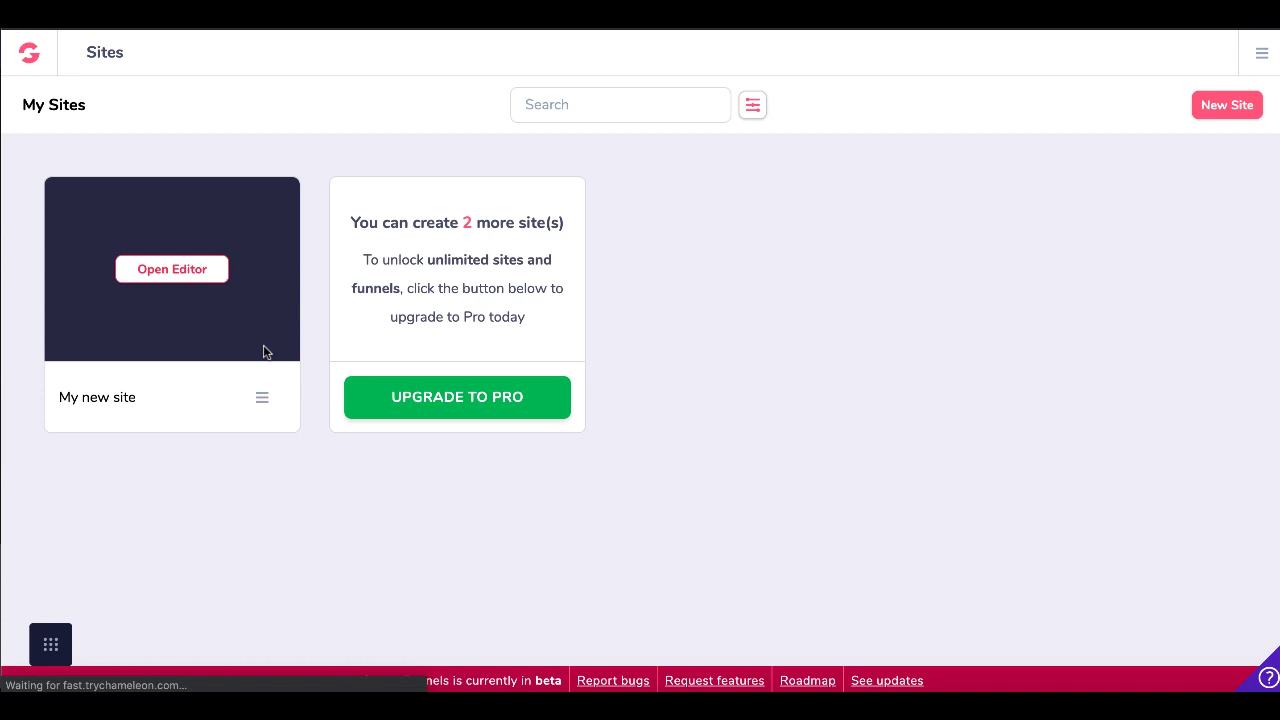 Sites
My Sites
Search
New Site
Open Editor
My new site
You can create 2 more site(s)
To unlock unlimited sites and
funnels, click the button below to
upgrade to Pro today
UPGRADE TO PRO
nels is currently in beta
Report bugs
Request features
Roadmap
See updates
Waiting for fast.trychameleon.com...
?